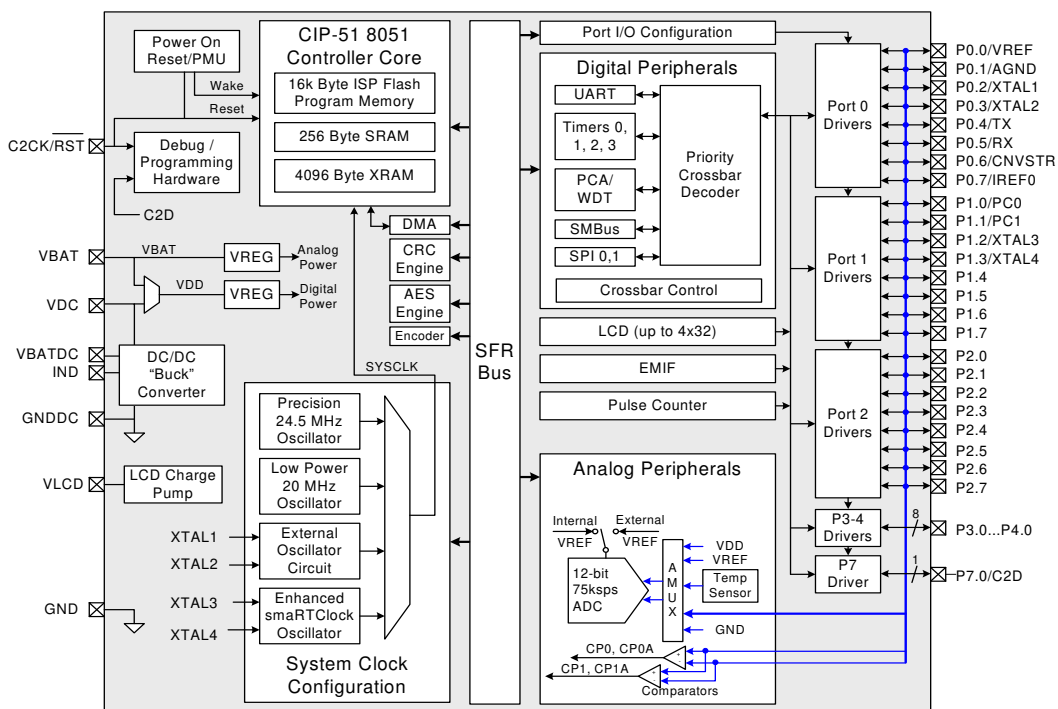 Power On
Reset/PMU
Wake
Reset
C2CK/RST
Debug /
Programming
Hardware
C2D
VBAT
VBAT
VREG
Analog
Power
VDC
VDD
VREG
Digital
Power
VBATDC
IND
DC/DC
“Buck”
Converter
GNDDC
VLCD
LCD Charge
Pump
XTAL1
XTAL2
XTAL3
XTAL4
GND
CIP-51 8051
Controller Core
16k Byte ISP Flash
Program Memory
256 Byte SRAM
4096 Byte XRAM
DMA
CRC
Engine
AES
Engine
Encoder
SYSCLK
Precision
24.5 MHz
Oscillator
Low Power
20 MHz
Oscillator
External
Oscillator
Circuit
Enhanced
smaRTClock
Oscillator
System Clock
Configuration
SFR
Bus
Port I/O Configuration
Digital Peripherals
UART
Timers 0,
1, 2, 3
PCA/
WDT
SMBus
SPI 0,1
Priority
Crossbar
Decoder
Crossbar Control
LCD (up to 4x32)
EMIF
Pulse Counter
Analog Peripherals
Internal
VREF
External
VREF
12-bit
75ksps
ADC
A
M
U
X
VDD
VREF
Temp
Sensor
GND
CP0, CP0A
CP1, CP1A
+
-
+
-
Comparators
Port 0
Drivers
Port 1
Drivers
Port 2
Drivers
P3-4
Drivers
P7
Driver
8
1
P0.0/VREF
P0.1/AGND
P0.2/XTAL1
P0.3/XTAL2
P0.4/TX
P0.5/RX
P0.6/CNVSTR
P0.7/IREF0
P1.0/PC0
P1.1/PC1
P1.2/XTAL3
P1.3/XTAL4
P1.4
P1.5
P1.6
P1.7
P2.0
P2.1
P2.2
P2.3
P2.4
P2.5
P2.6
P2.7
P3.0...P4.0
P7.0/C2D